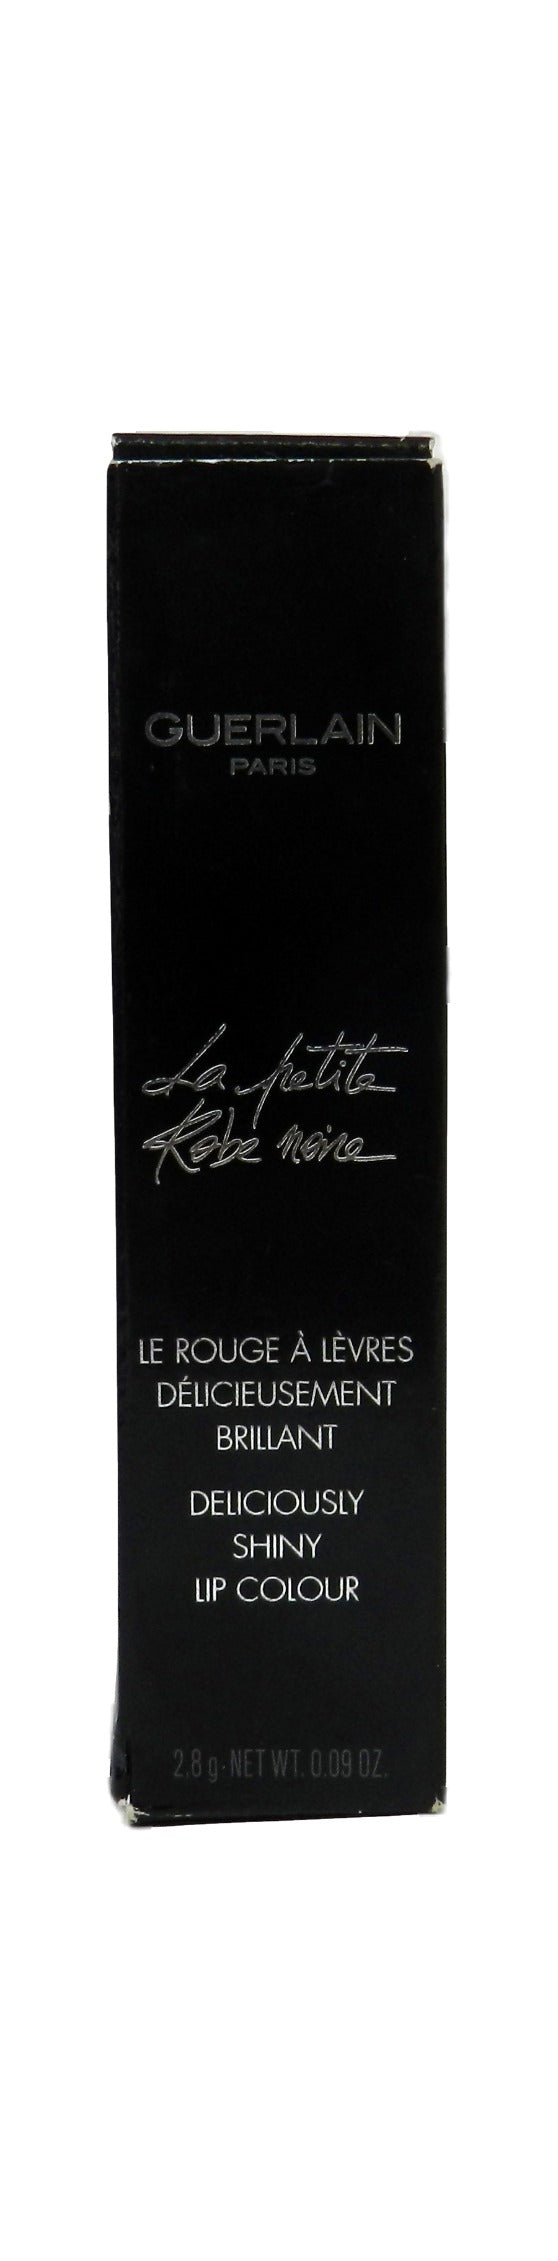 GUERLAIN
PARIS
La petite
Robe noire
LE ROUGE À LÈVRES
DÉLICIEUSEMENT
BRILLANT
DELICIOUSLY
SHINY
LIP COLOUR
2.8 g · NET WT. 0.09 OZ.